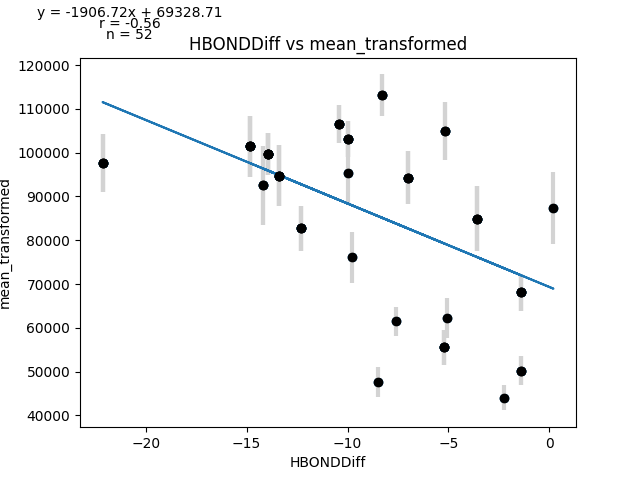 y = -1906.72x + 69328.71
r = -0.56
n = 52
HBONDDiff vs mean_transformed
120000
110000
100000
90000
80000
70000
60000
50000
40000
mean_transformed
−20
−15
−10
−5
0
HBONDDiff